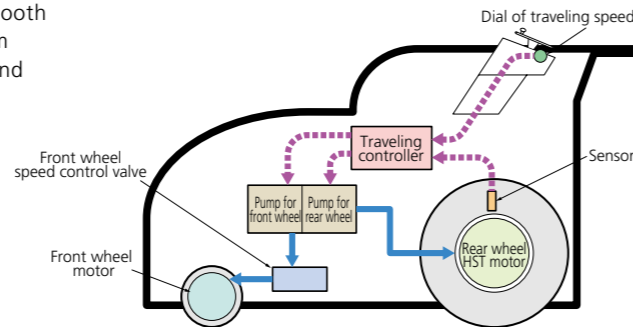 ooth
m
nd
Dial of traveling speed
Traveling
controller
Sensor
Front wheel
speed control valve
Pump for
front wheel
Pump for
rear wheel
Rear wheel
HST motor
Front wheel
motor